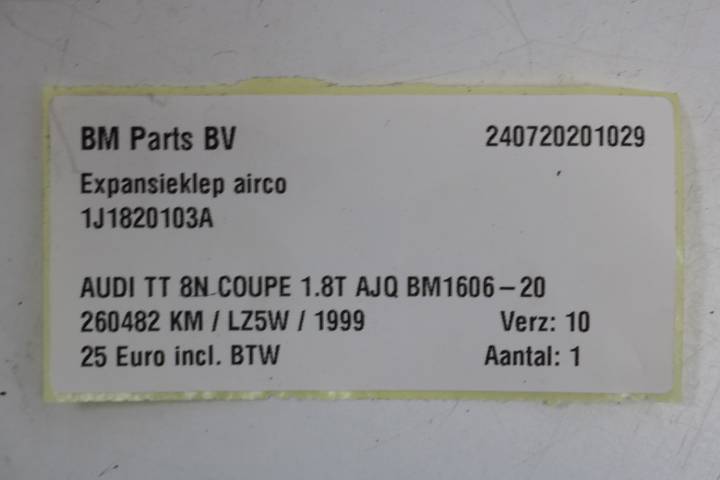 BM Parts BV 240720201029
Expansieklep airco
1J1820103A
AUDI TT 8N COUPE 1.8T AJQ BM1606-20
260482 KM / LZ5W / 1999 Verz: 10
25 Euro incl. BTW Aantal: 1